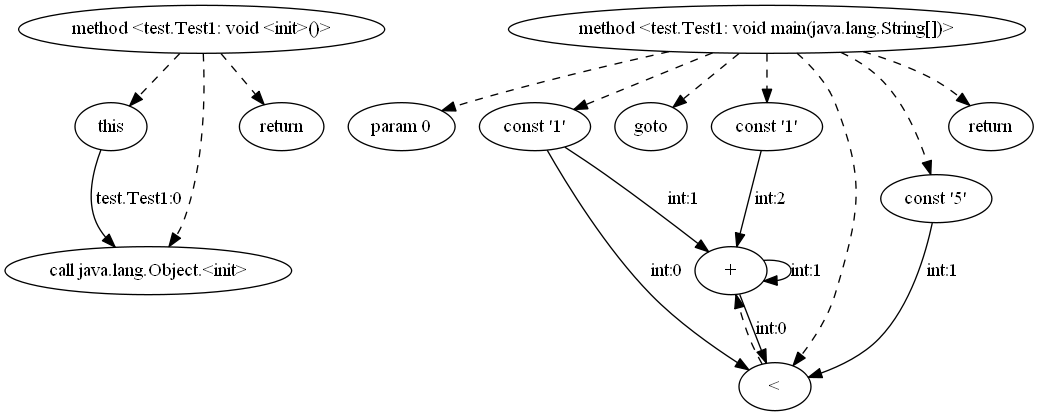 method <test.Test1: void <init>()>
method <test.Test1: void main(java.lang.String[])>
this
return
param 0
const '1'
goto
const '1'
return
test.Test1:0
int:1
int:2
const '5'
call java.lang.Object.<init>
int:0
+
int:1
int:1
int:0
<